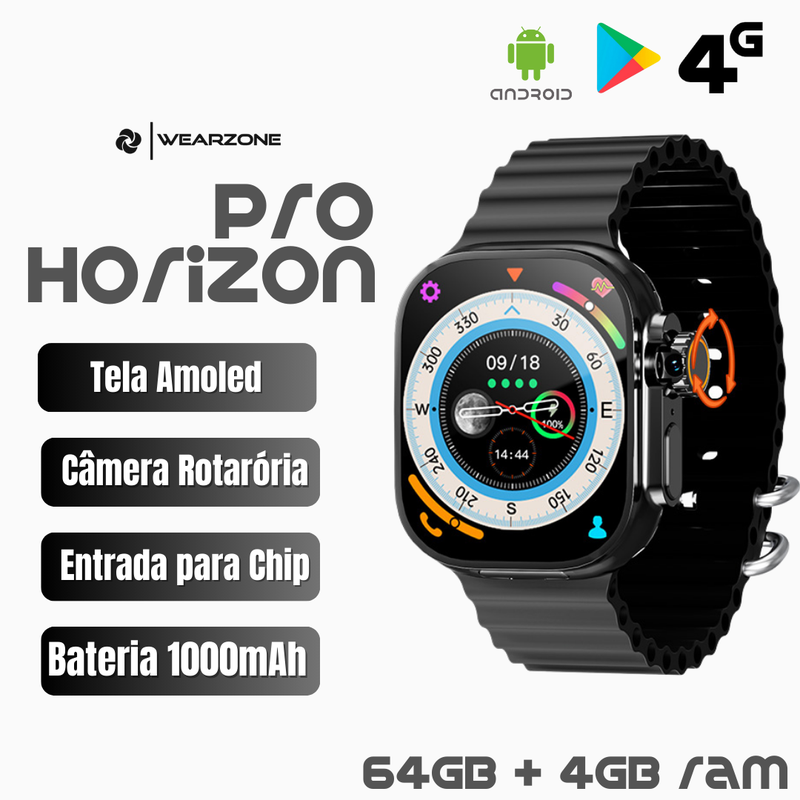 ANDROID
4G
WEARZONE
Pro
Horizon
Tela Amoled
Câmera Rotarória
Entrada para Chip
Bateria 1000mAh
330
30
300
60
09/18
W
E
100%
240
14:44
120
210
150
S
64GB + 4GB ram